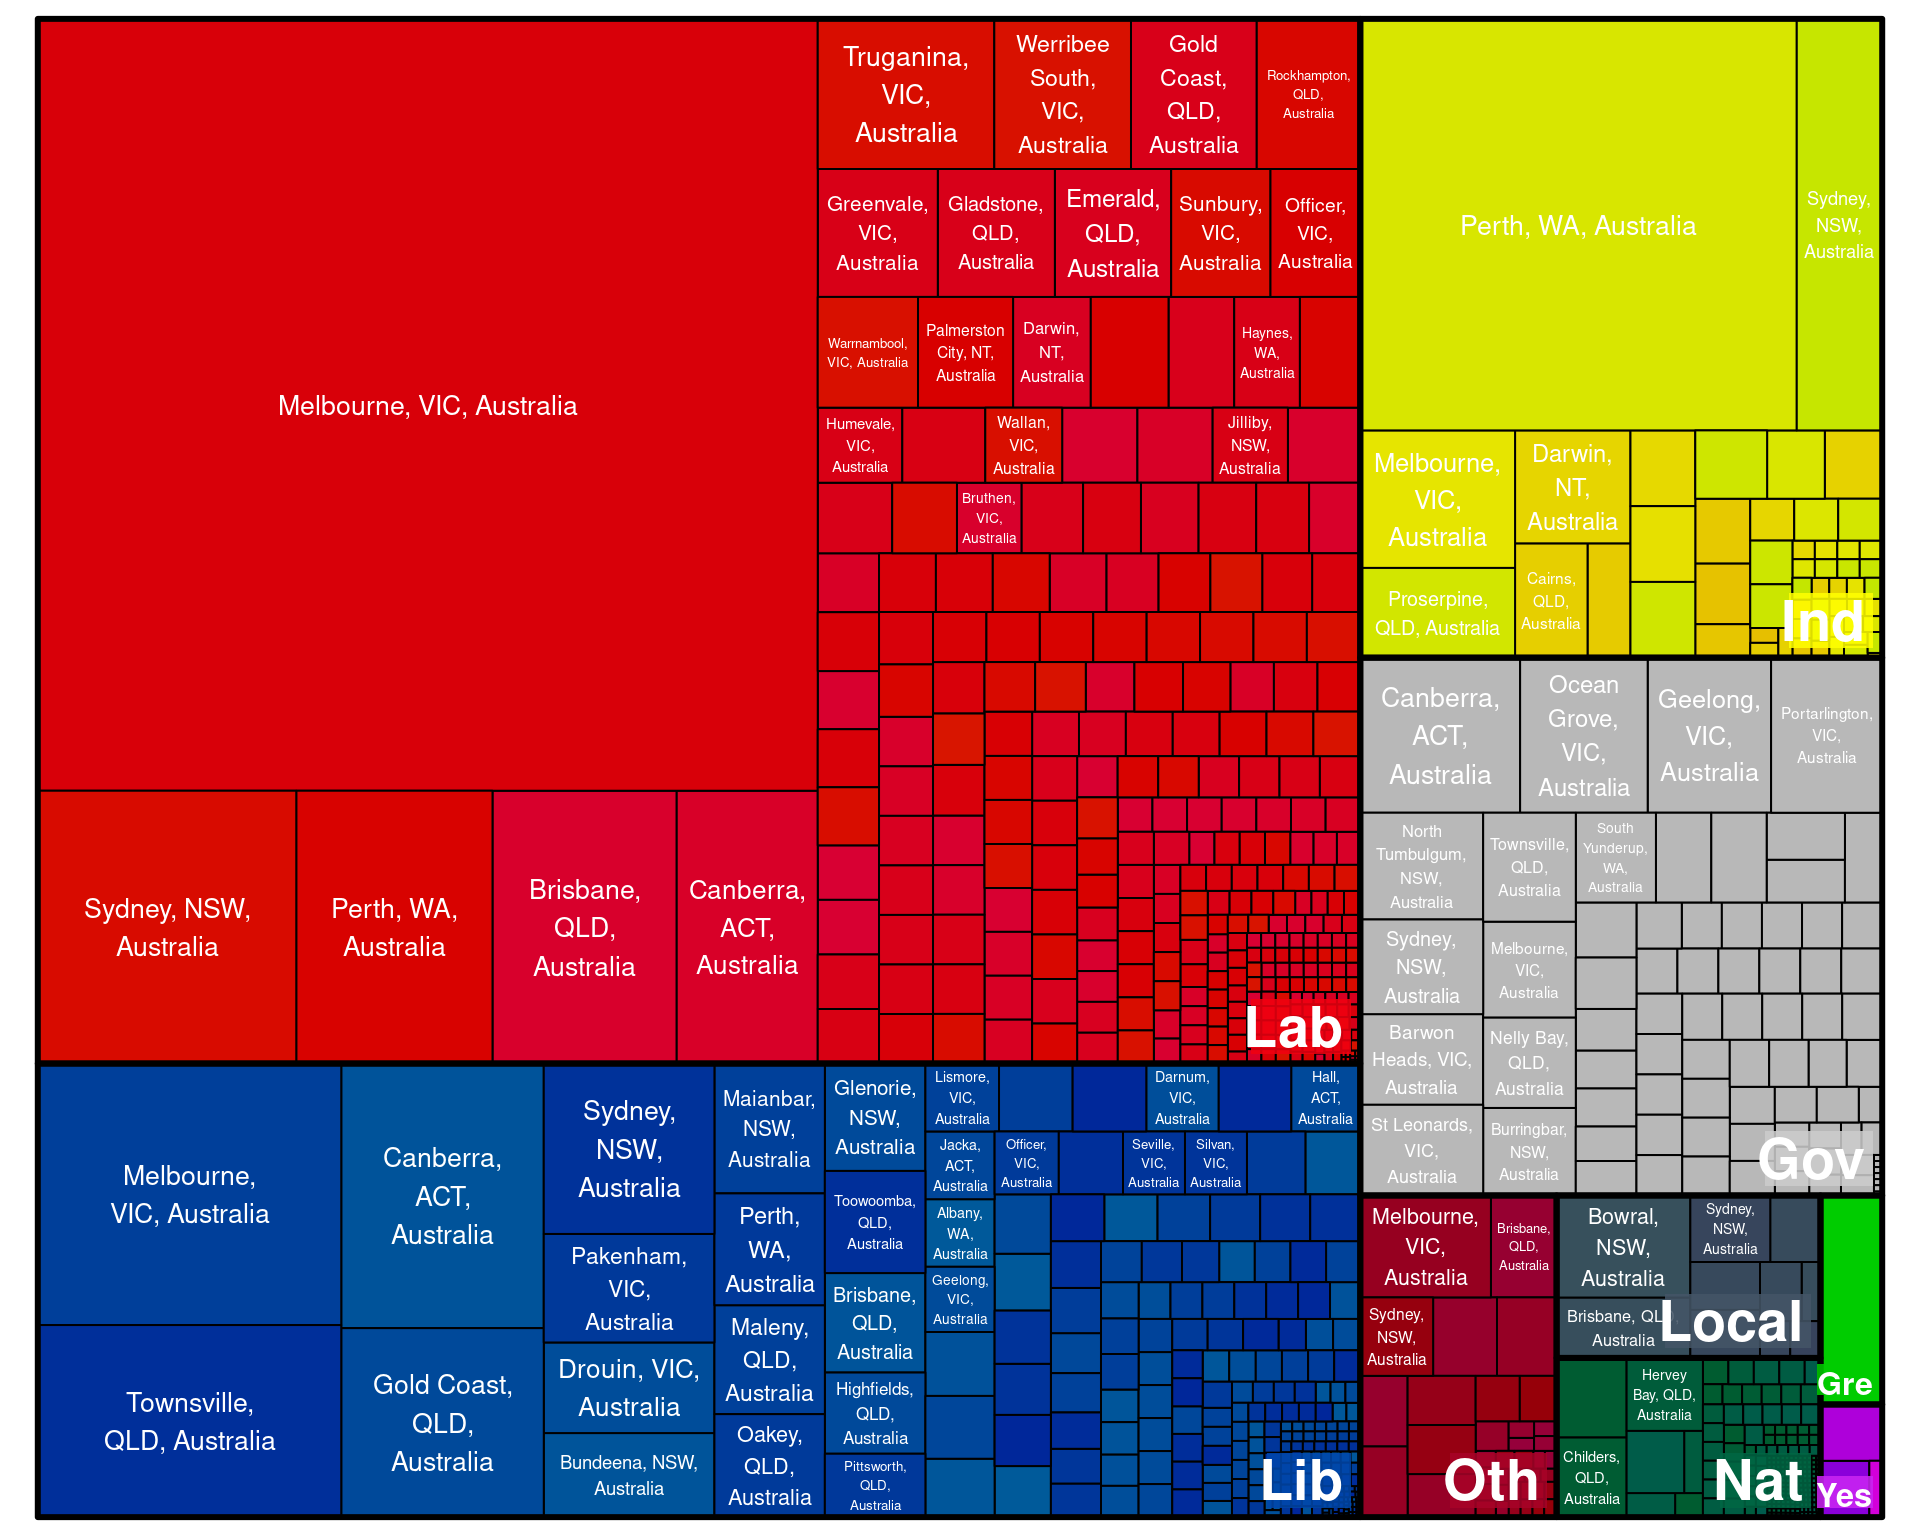 Melbourne, VIC, Australia
Sydney, NSW,
Australia
Perth, WA,
Australia
Brisbane,
QLD,
Australia
Canberra,
ACT,
Australia
Truganina,
VIC,
Australia
Werribee
South,
VIC,
Australia
Gold
Coast,
QLD,
Australia
Rockhampton,
QLD,
Australia
Greenvale,
VIC,
Australia
Gladstone,
QLD,
Australia
Emerald,
QLD,
Australia
Sunbury,
VIC,
Australia
Officer,
VIC,
Australia
Warrnambool,
VIC, Australia
Palmerston
City, NT,
Australia
Darwin,
NT,
Australia
Haynes,
WA,
Australia
Humevale,
VIC,
Australia
Wallan,
VIC,
Australia
Jilliby,
NSW,
Australia
Bruthen,
VIC,
Australia
Lab
Perth, WA, Australia
Sydney,
NSW,
Australia
Melbourne,
VIC,
Australia
Darwin,
NT,
Australia
Proserpine,
QLD, Australia
Cairns,
QLD,
Australia
Ind
Canberra,
ACT,
Australia
Ocean
Grove,
VIC,
Australia
Geelong,
VIC,
Australia
Portarlington,
VIC,
Australia
North
Tumbulgum,
NSW,
Australia
Townsville,
QLD,
Australia
South
Yunderup,
WA,
Australia
Sydney,
NSW,
Australia
Melbourne,
VIC,
Australia
Barwon
Heads, VIC,
Australia
Nelly Bay,
QLD,
Australia
St Leonards,
VIC,
Australia
Burringbar,
NSW,
Australia
Gov
Melbourne,
VIC, Australia
Townsville,
QLD, Australia
Canberra,
ACT,
Australia
Gold Coast,
QLD,
Australia
Sydney,
NSW,
Australia
Pakenham,
VIC,
Australia
Drouin, VIC,
Australia
Bundeena, NSW,
Australia
Maianbar,
NSW,
Australia
Perth,
WA,
Australia
Maleny,
QLD,
Australia
Oakey,
QLD,
Australia
Glenorie,
NSW,
Australia
Toowoomba,
QLD,
Australia
Brisbane,
QLD,
Australia
Highfields,
QLD,
Australia
Pittsworth,
QLD,
Australia
Lismore,
VIC,
Australia
Darnum,
VIC,
Australia
Hall,
ACT,
Australia
Jacka,
ACT,
Australia
Officer,
VIC,
Australia
Seville,
VIC,
Australia
Silvan,
VIC,
Australia
Albany,
WA,
Australia
Geelong,
VIC,
Australia
Lib
Melbourne,
VIC,
Australia
Brisbane,
QLD,
Australia
Sydney,
NSW,
Australia
Oth
Bowral,
NSW,
Australia
Sydney,
NSW,
Australia
Brisbane, QLD,
Australia
Local
Hervey
Bay, QLD,
Australia
Childers,
QLD,
Australia
Nat
Gre
Yes